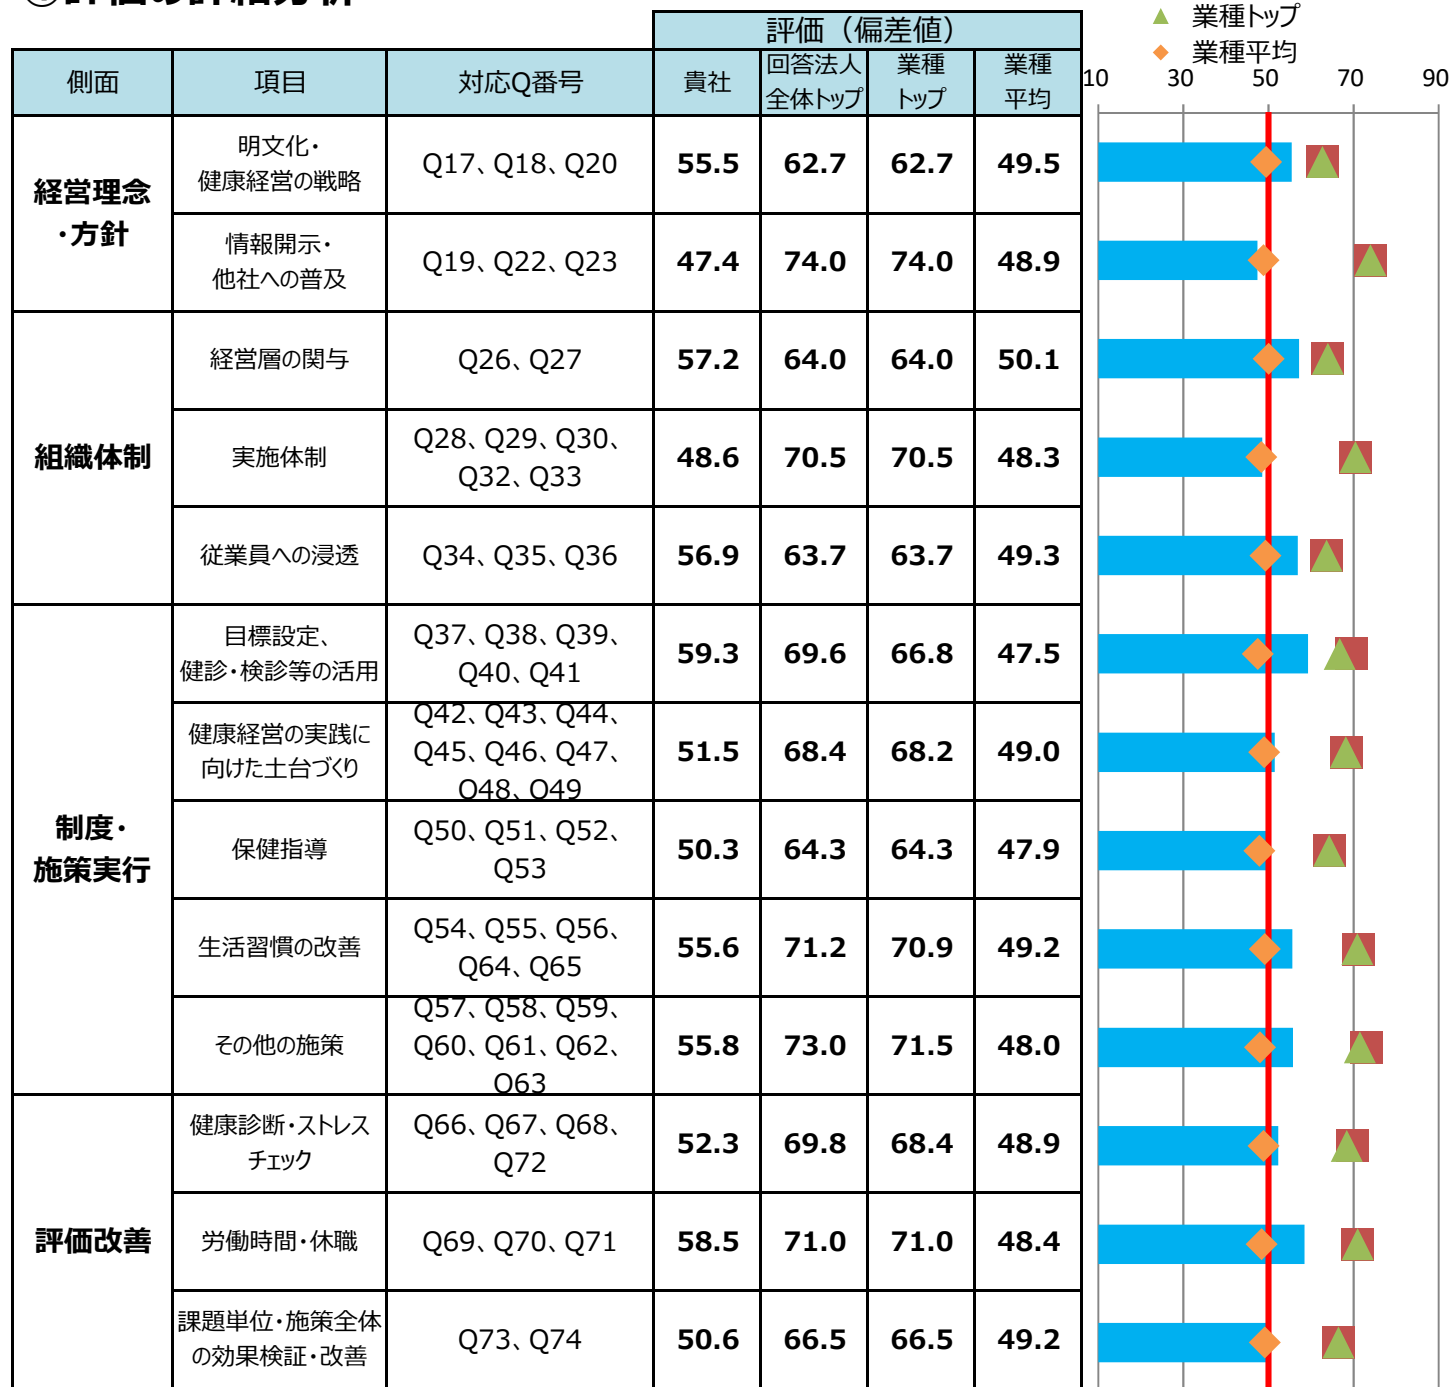 評価（偏差値）
▲ 業種トップ
◆ 業種平均
側面 項目 対応Q番号 貴社 回答法人 業種 業種
全体トップ トップ 平均
10 30 50 70 90
経営理念
・方針
明文化・
健康経営の戦略
Q17、Q18、Q20 55.5 62.7 62.7 49.5
情報開示・
他社への普及
Q19、Q22、Q23 47.4 74.0 74.0 48.9
組織体制
経営層の関与 Q26、Q27 57.2 64.0 64.0 50.1
実施体制
Q28、Q29、Q30、
Q32、Q33
48.6 70.5 70.5 48.3
従業員への浸透 Q34、Q35、Q36 56.9 63.7 63.7 49.3
制度・
施策実行
目標設定、
健診・検診等の活用
Q37、Q38、Q39、
Q40、Q41
59.3 69.6 66.8 47.5
健康経営の実践に
向けた土台づくり
Q42、Q43、Q44、
Q45、Q46、Q47、
Q48、Q49
51.5 68.4 68.2 49.0
保健指導
Q50、Q51、Q52、
Q53
50.3 64.3 64.3 47.9
生活習慣の改善
Q54、Q55、Q56、
Q64、Q65
55.6 71.2 70.9 49.2
その他の施策
Q57、Q58、Q59、
Q60、Q61、Q62、
Q63
55.8 73.0 71.5 48.0
評価改善
健康診断・ストレス
チェック
Q66、Q67、Q68、
Q72
52.3 69.8 68.4 48.9
労働時間・休職 Q69、Q70、Q71 58.5 71.0 71.0 48.4
課題単位・施策全体
の効果検証・改善
Q73、Q74 50.6 66.5 66.5 49.2